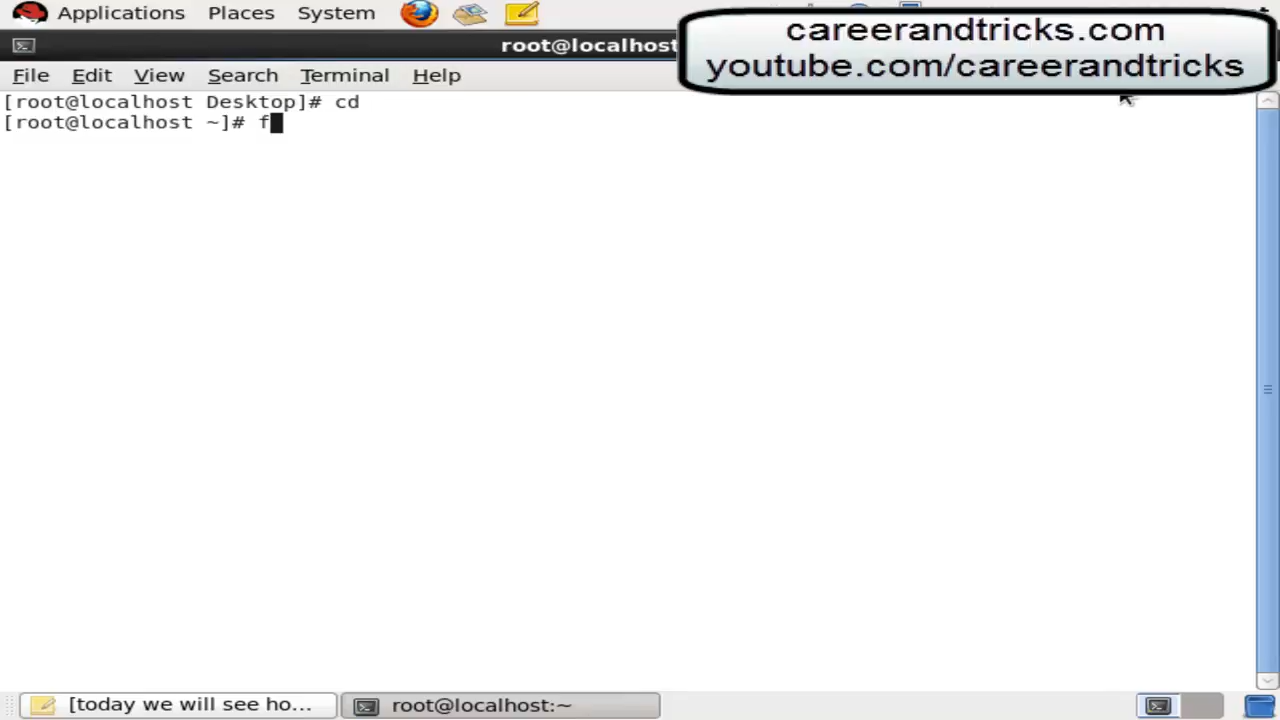 Applications Places System
careerandtricks.com
youtube.com/careerandtricks
root@localhost
File Edit View Search Terminal Help
[root@localhost Desktop]# cd
[root@localhost ~]# f
[today we will see ho...
root@localhost:~